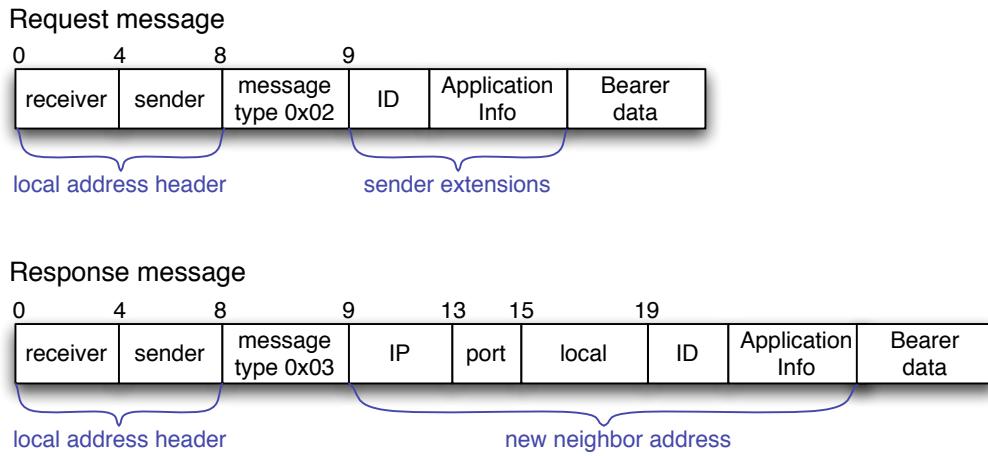 Request message
0 4 8 9
receiver sender message type 0x02 ID Application Info Bearer data
local address header sender extensions
Response message
0 4 8 9 13 15 19
receiver sender message type 0x03 IP port local ID Application Info Bearer data
local address header new neighbor address